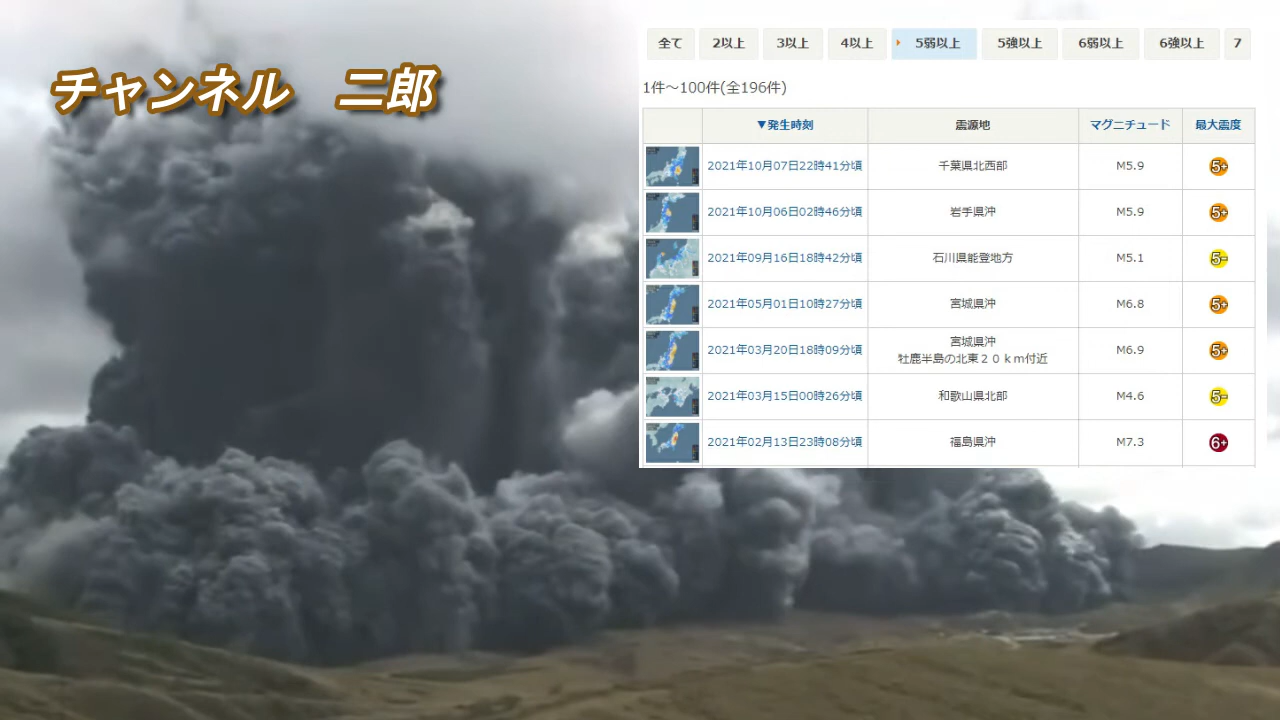 チャンネル 二郎
全て 2以上 3以上 4以上 5弱以上 5強以上 6弱以上 6強以上 7
1件～100件(全196件)
▼発生時刻 震源地 マグニチュード 最大震度
2021年10月07日22時41分頃 千葉県北西部 M5.9 5+
2021年10月06日02時46分頃 岩手県沖 M5.9 5+
2021年09月16日18時42分頃 石川県能登地方 M5.1 5-
2021年05月01日10時27分頃 宮城県沖 M6.8 5+
2021年03月20日18時09分頃 宮城県沖 M6.9 5+
牡鹿半島の北東２０ｋｍ付近
2021年03月15日00時26分頃 和歌山県北部 M4.6 5-
2021年02月13日23時08分頃 福島県沖 M7.3 6+